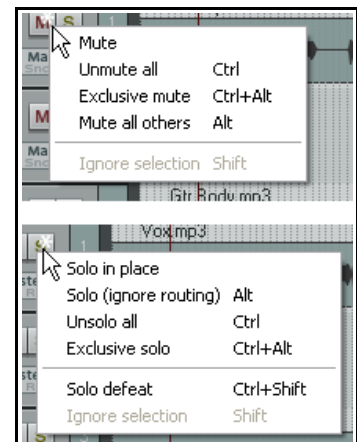 M S 1
Mute
Unmute all Ctrl
Exclusive mute Ctrl+Alt
Mute all others Alt
Ignore selection Shift
M
Ma
Gtr Body.mp3
Vox.mp3
S 1
Solo in place
Solo (ignore routing) Alt
Unsolo all Ctrl
Exclusive solo Ctrl+Alt
Solo defeat Ctrl+Shift
Ignore selection Shift